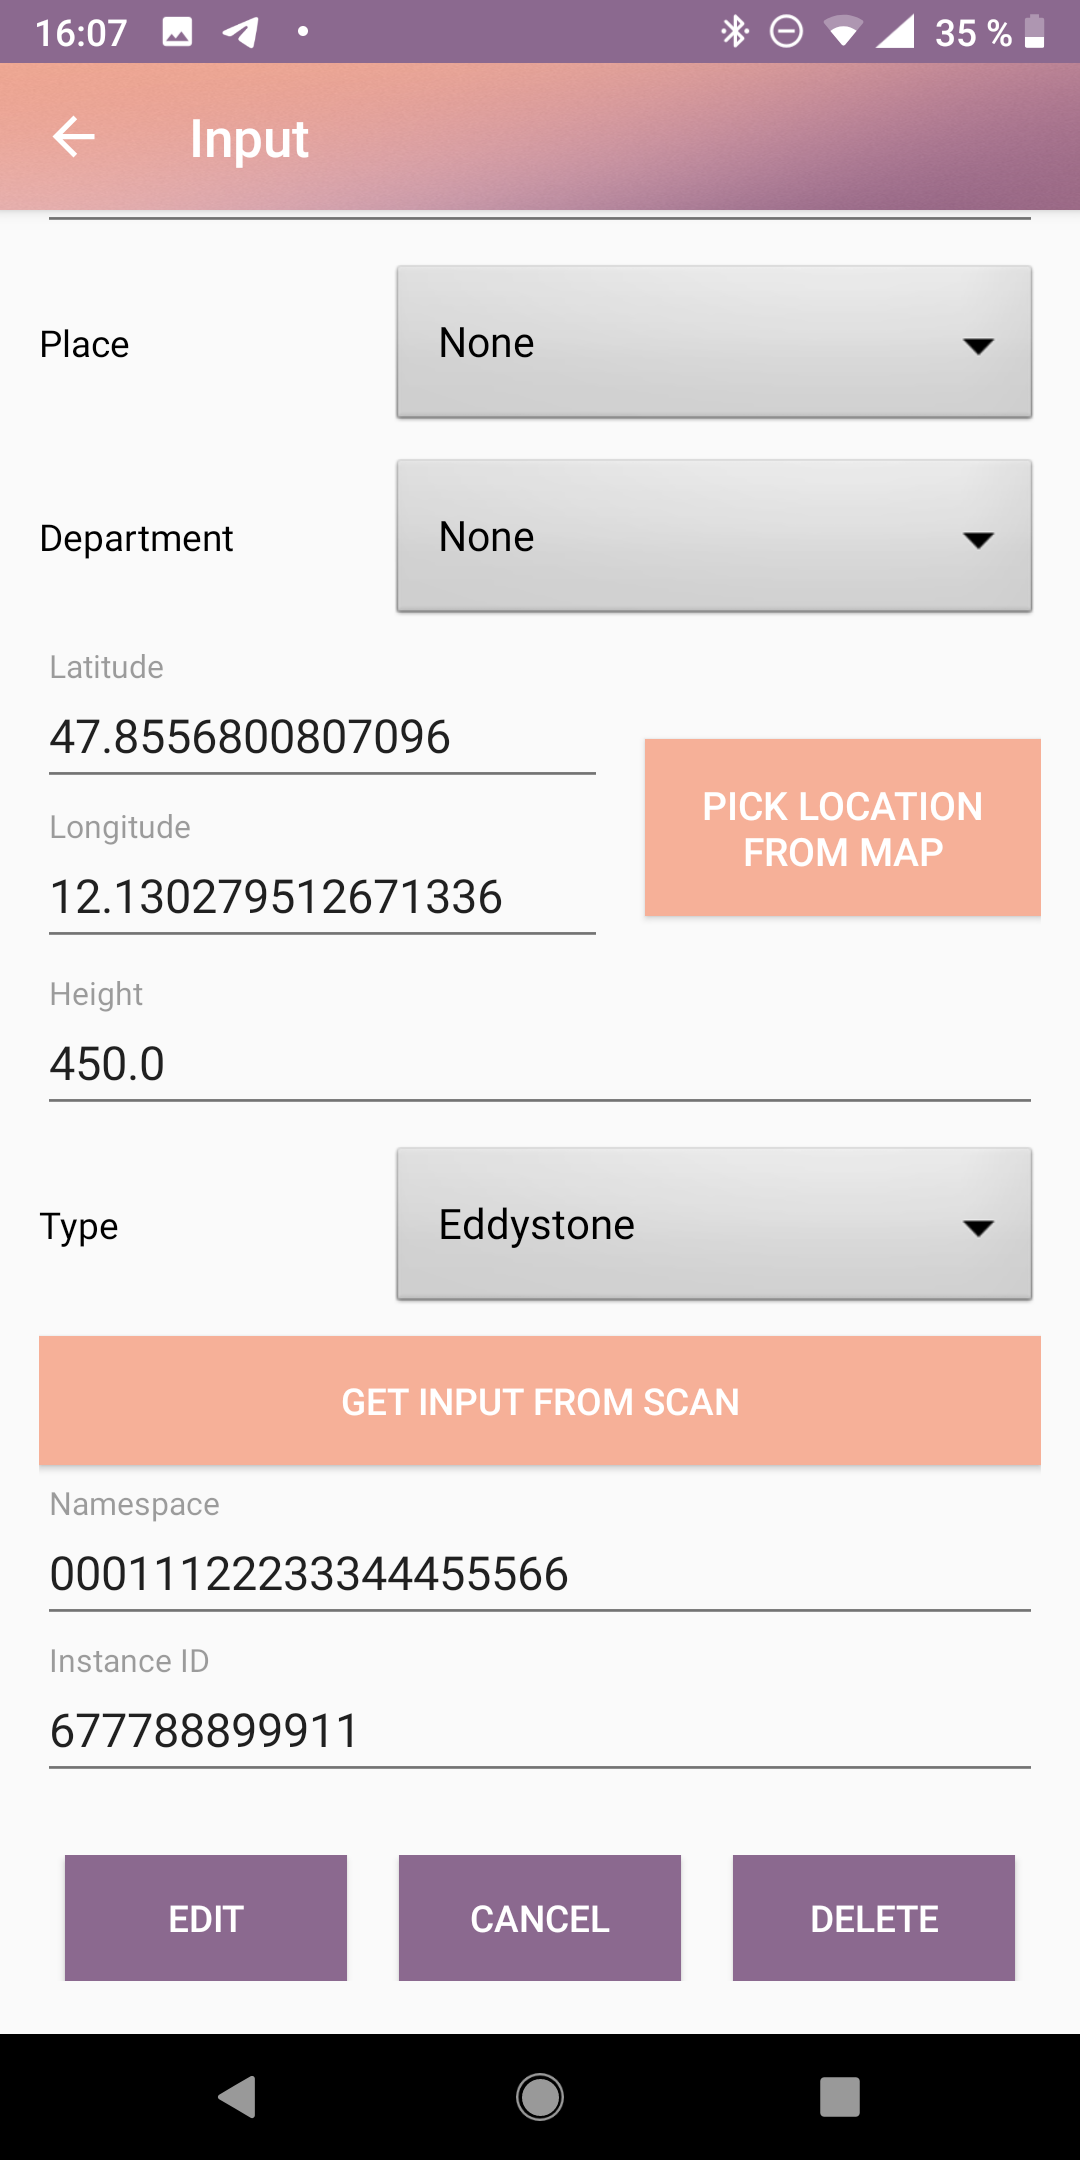 16:07
35 %
Input
Place
None
Department
None
Latitude
47.8556800807096
PICK LOCATION
FROM MAP
Longitude
12.130279512671336
Height
450.0
Type
Eddystone
GET INPUT FROM SCAN
Namespace
00011122233344455566
Instance ID
677788899911
EDIT
CANCEL
DELETE